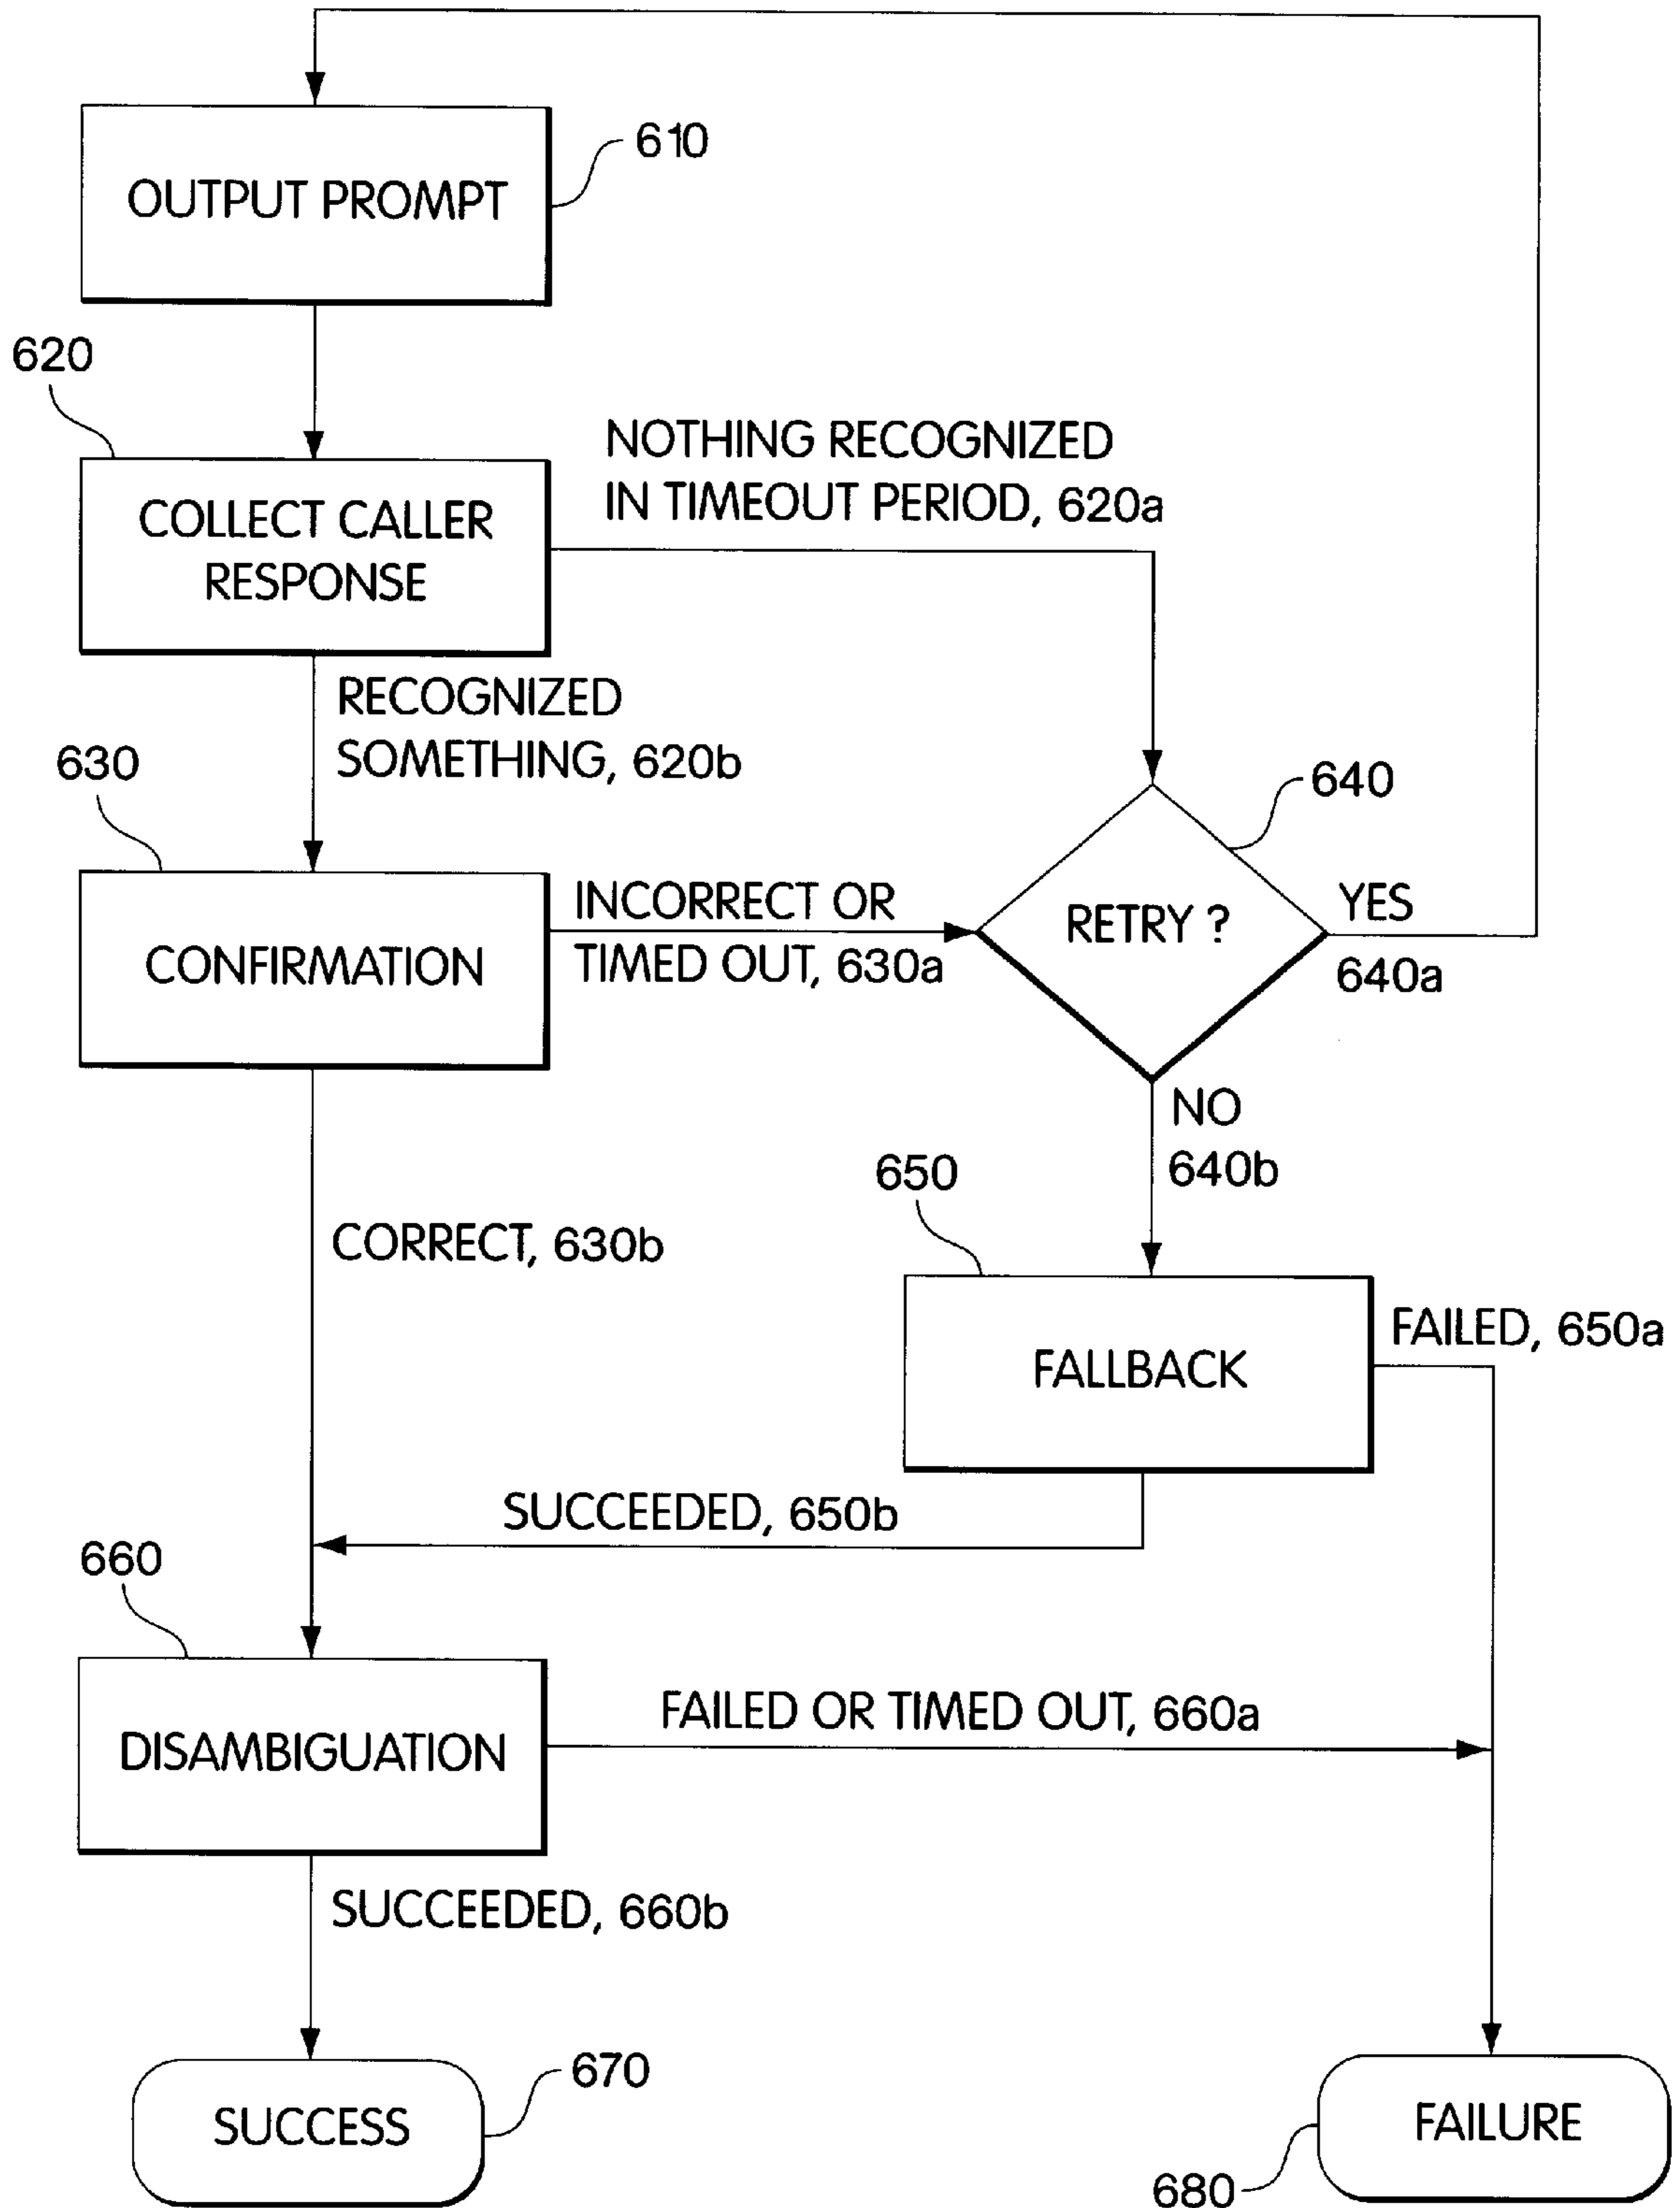 610
OUTPUT PROMPT
620
NOTHING RECOGNIZED
IN TIMEOUT PERIOD, 620a
COLLECT CALLER
RESPONSE
RECOGNIZED
SOMETHING, 620b
630
640
INCORRECT OR
TIMED OUT, 630a
CONFIRMATION
RETRY ?
YES
640a
NO
640b
650
CORRECT, 630b
FAILED, 650a
FALLBACK
SUCCEEDED, 650b
660
FAILED OR TIMED OUT, 660a
DISAMBIGUATION
SUCCEEDED, 660b
670
SUCCESS
FAILURE
680